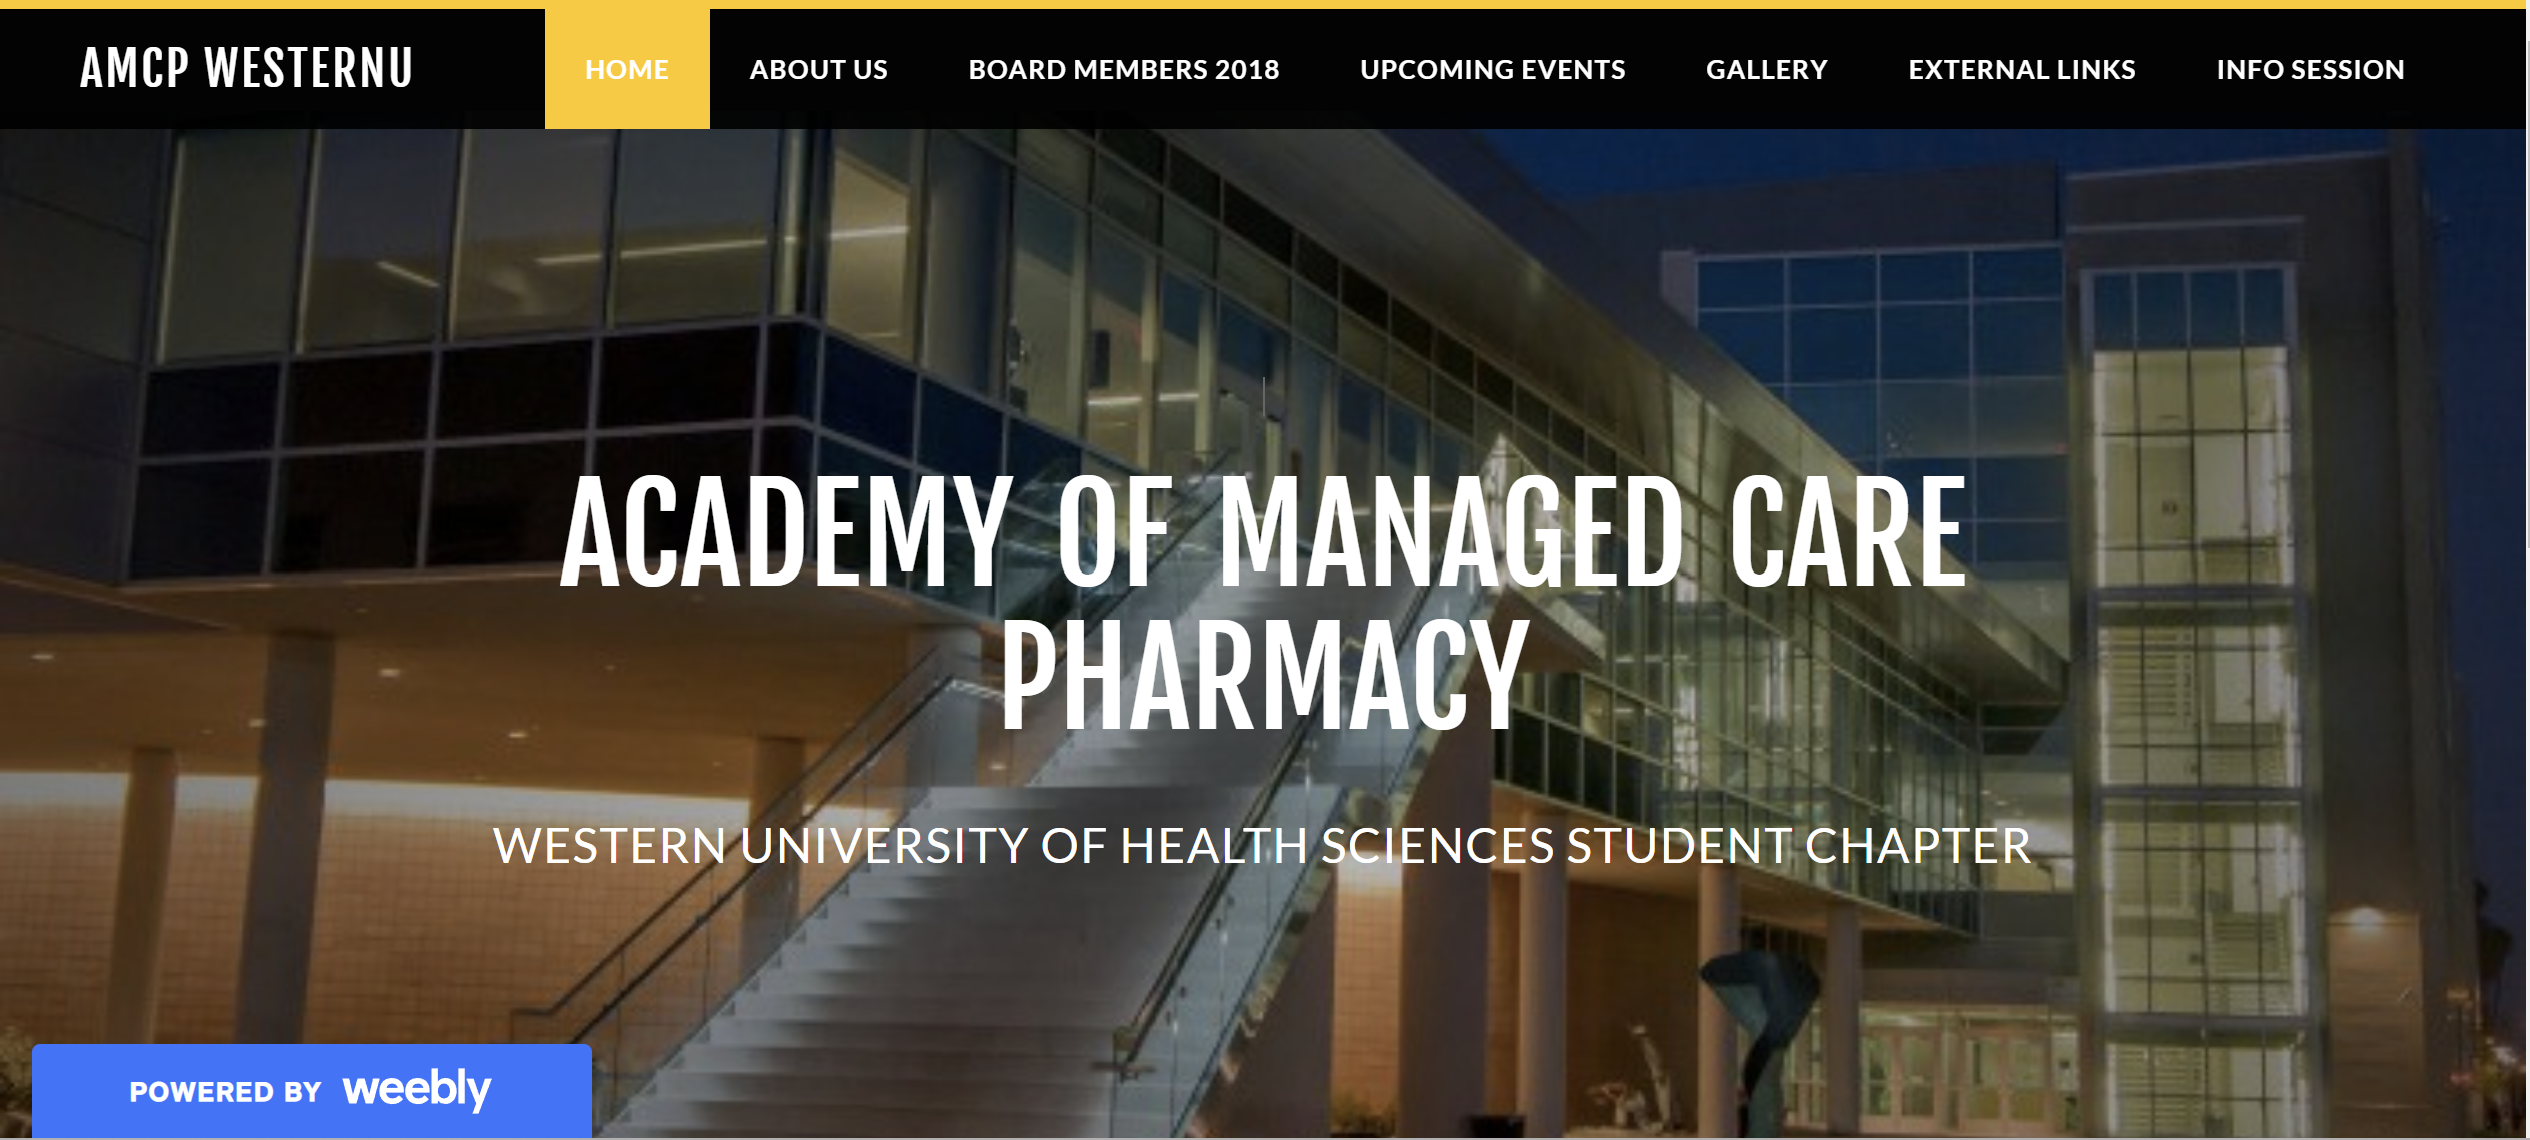 AMCP WESTERNU
HOME
ABOUT US
BOARD MEMBERS 2018
UPCOMING EVENTS
GALLERY
EXTERNAL LINKS
INFO SESSION
ACADEMY OF MANAGED CARE
PHARMACY
WESTERN UNIVERSITY OF HEALTH SCIENCES STUDENT CHAPTER
POWERED BY weebly